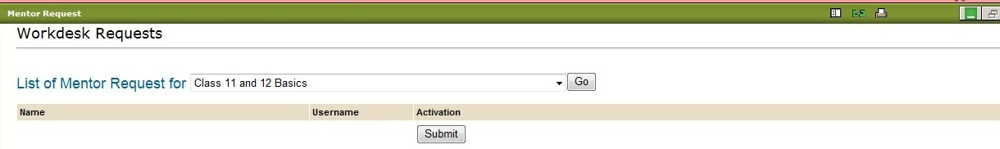 Mentor Request
Workdesk Requests
List of Mentor Request for Class 11 and 12 Basics Go
Name Username Activation
Submit